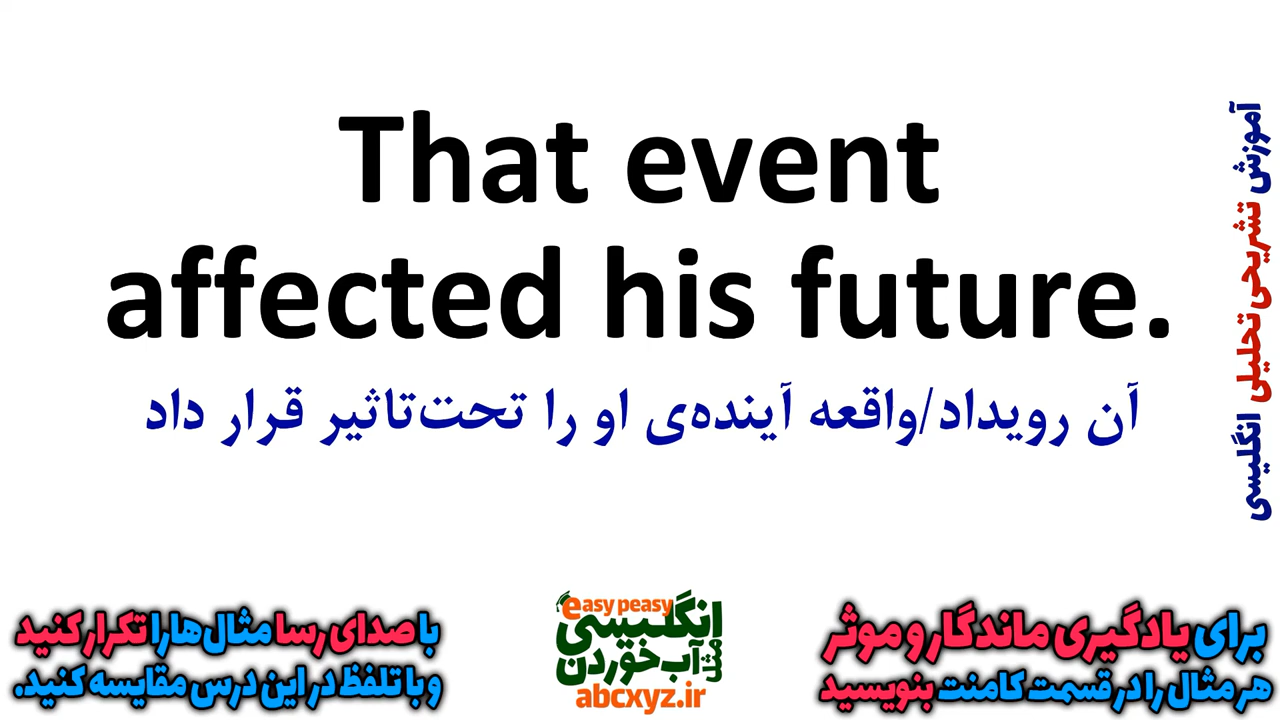 That event
affected his future.
آن رویداد/واقعه آینده‌ی او را تحت‌تاثیر قرار داد
آموزش تشریحی تحلیلی انگلیسی
برای یادگیری ماندگار و موثر
هر مثال را در قسمت کامنت بنویسید
easy peasy
انگلیسی
مثل آب خوردن
abcxyz.ir
با صدای رسا مثال‌ها را تکرار کنید
و با تلفظ در این درس مقایسه کنید.